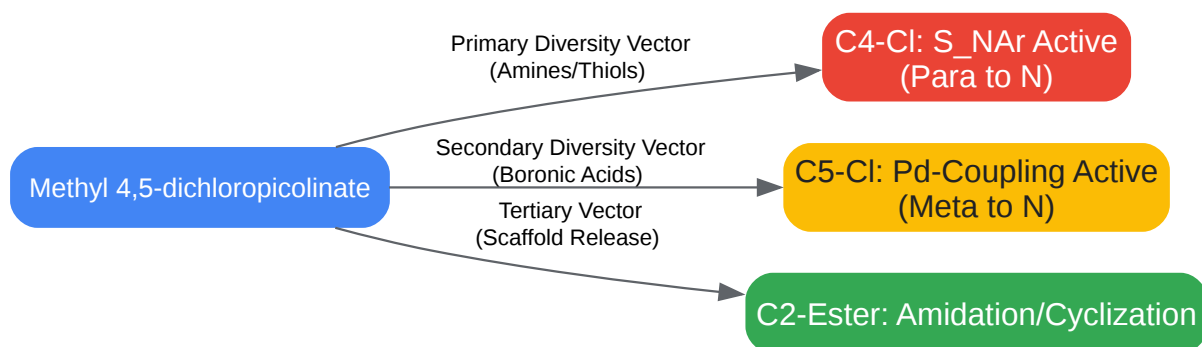 Primary Diversity Vector
(Amines/Thiols)
C4-Cl: S_NAr Active
(Para to N)
Methyl 4,5-dichloropicolinate
Secondary Diversity Vector
(Boronic Acids)
C5-Cl: Pd-Coupling Active
(Meta to N)
Tertiary Vector
(Scaffold Release)
C2-Ester: Amidation/Cyclization